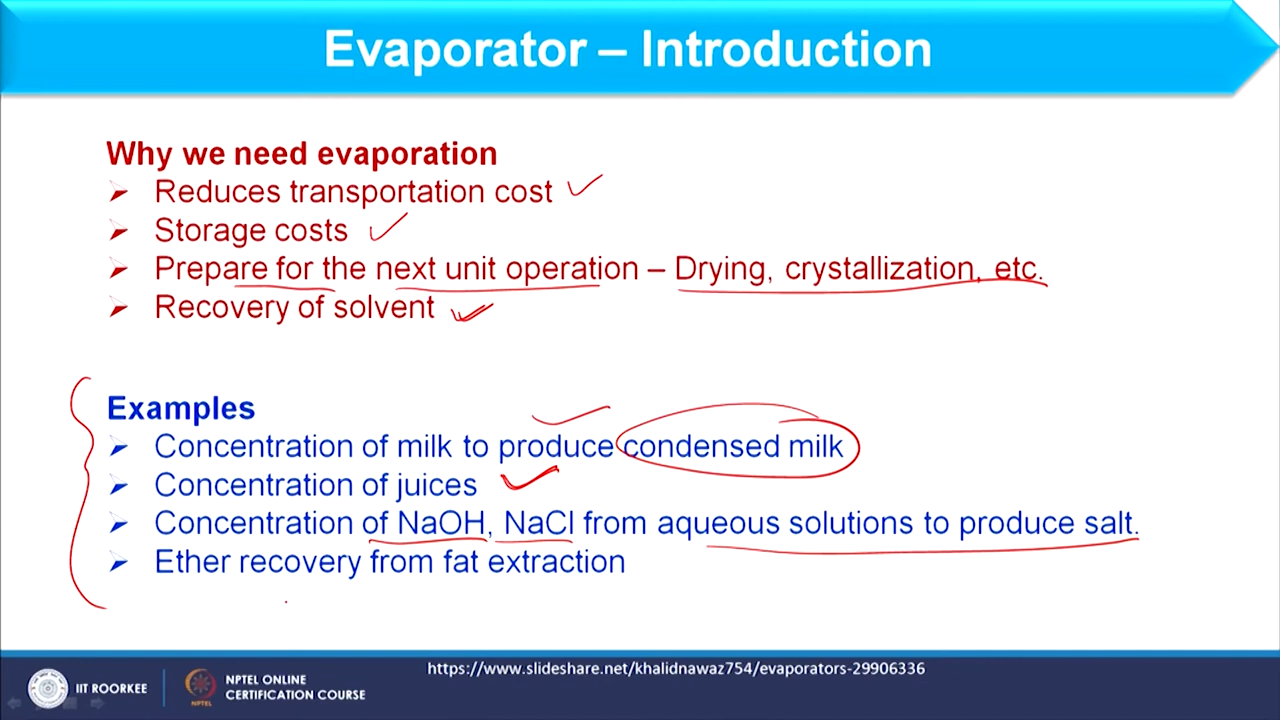 Evaporator – Introduction
Why we need evaporation
Reduces transportation cost
Storage costs
Prepare for the next unit operation – Drying, crystallization, etc.
Recovery of solvent
Examples
Concentration of milk to produce condensed milk
Concentration of juices
Concentration of NaOH, NaCl from aqueous solutions to produce salt.
Ether recovery from fat extraction
https://www.slideshare.net/khalidnawaz754/evaporators-29906336
IIT ROORKEE
NPTEL
NPTEL ONLINE
CERTIFICATION COURSE